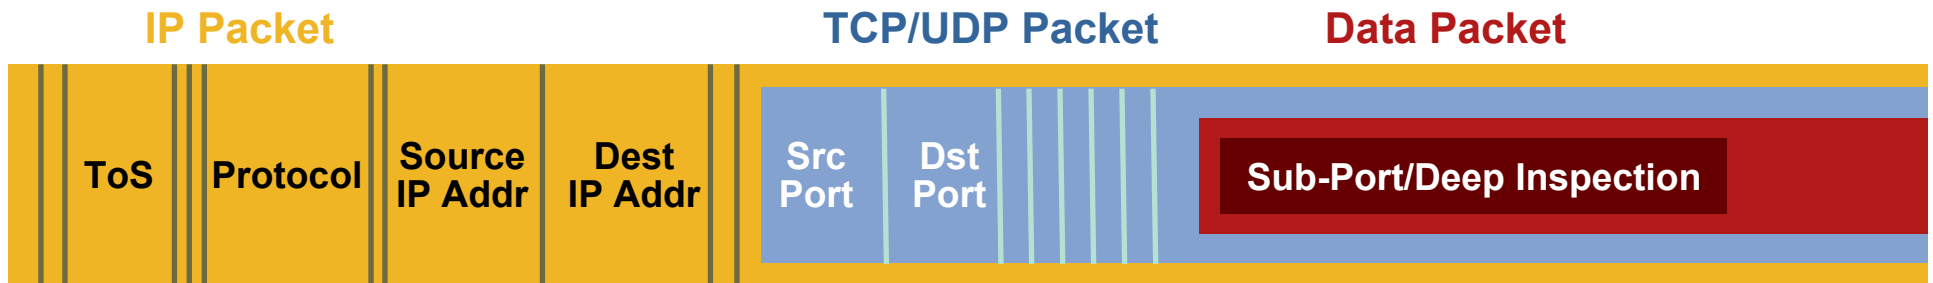 IP Packet
TCP/UDP Packet
Data Packet
ToS
Protocol
Source
IP Addr
Dest
IP Addr
Src
Port
Dst
Port
Sub-Port/Deep Inspection